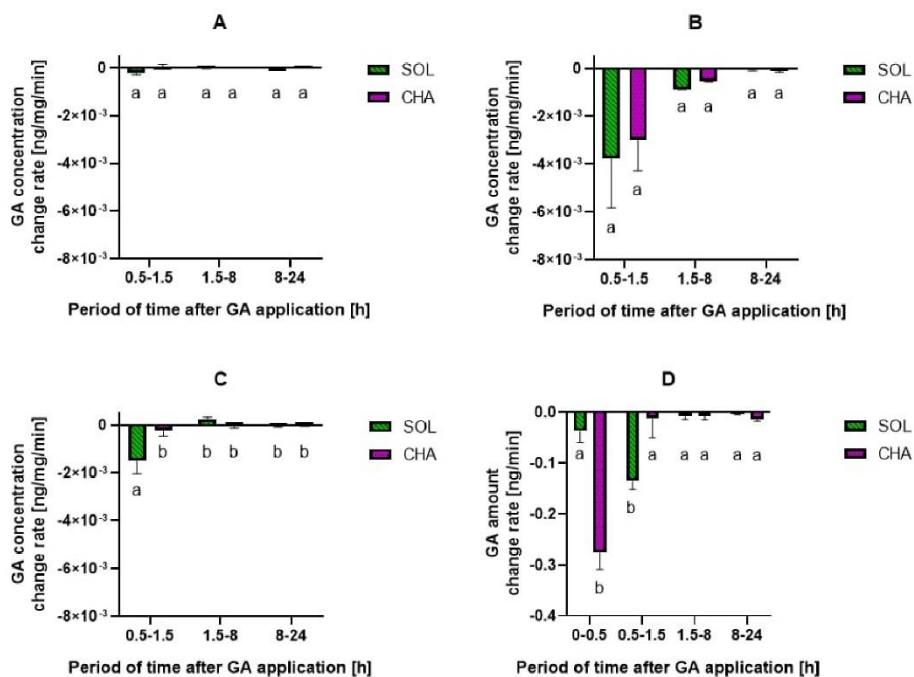 A
GA concentration
change rate [ng/mg/min]
0
-2×10⁻³
-4×10⁻³
-6×10⁻³
-8×10⁻³
a a a a a a
0.5-1.5 1.5-8 8-24
Period of time after GA application [h]
SOL
CHA
B
GA concentration
change rate [ng/mg/min]
0
-2×10⁻³
-4×10⁻³
-6×10⁻³
-8×10⁻³
a a a a a a
0.5-1.5 1.5-8 8-24
Period of time after GA application [h]
SOL
CHA
C
GA concentration
change rate [ng/mg/min]
0
-2×10⁻³
-4×10⁻³
-6×10⁻³
-8×10⁻³
a b b b b b
0.5-1.5 1.5-8 8-24
Period of time after GA application [h]
SOL
CHA
D
GA amount
change rate [ng/min]
0.0
-0.1
-0.2
-0.3
-0.4
a b b a a a a a
0-0.5 0.5-1.5 1.5-8 8-24
Period of time after GA application [h]
SOL
CHA